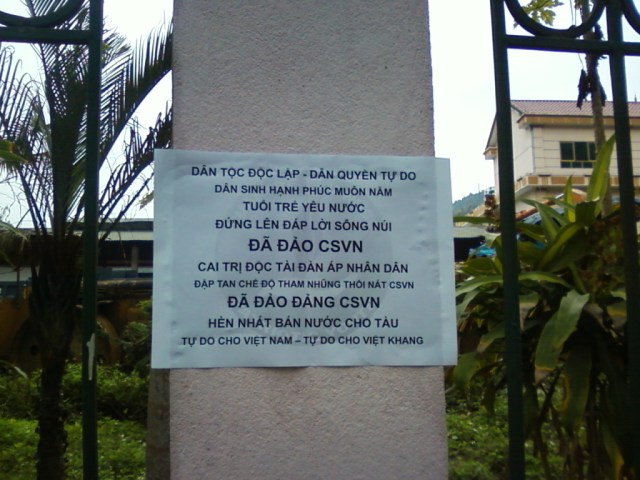 DÂN TỘC ĐỘC LẬP - DÂN QUYỀN TỰ DO
DÂN SINH HẠNH PHÚC MUÔN NĂM
TUỔI TRẺ YÊU NƯỚC
ĐỨNG LÊN ĐÁP LỜI SÔNG NÚI
ĐÃ ĐẢO CSVN
CAI TRỊ ĐỘC TÀI ĐÀN ÁP NHÂN DÂN
ĐẬP TAN CHẾ ĐỘ THAM NHŨNG THỐI NÁT CSVN
ĐÃ ĐẢO ĐẢNG CSVN
HÈN NHÁT BÁN NƯỚC CHO TÀU
TỰ DO CHO VIỆT NAM – TỰ DO CHO VIỆT KHANG